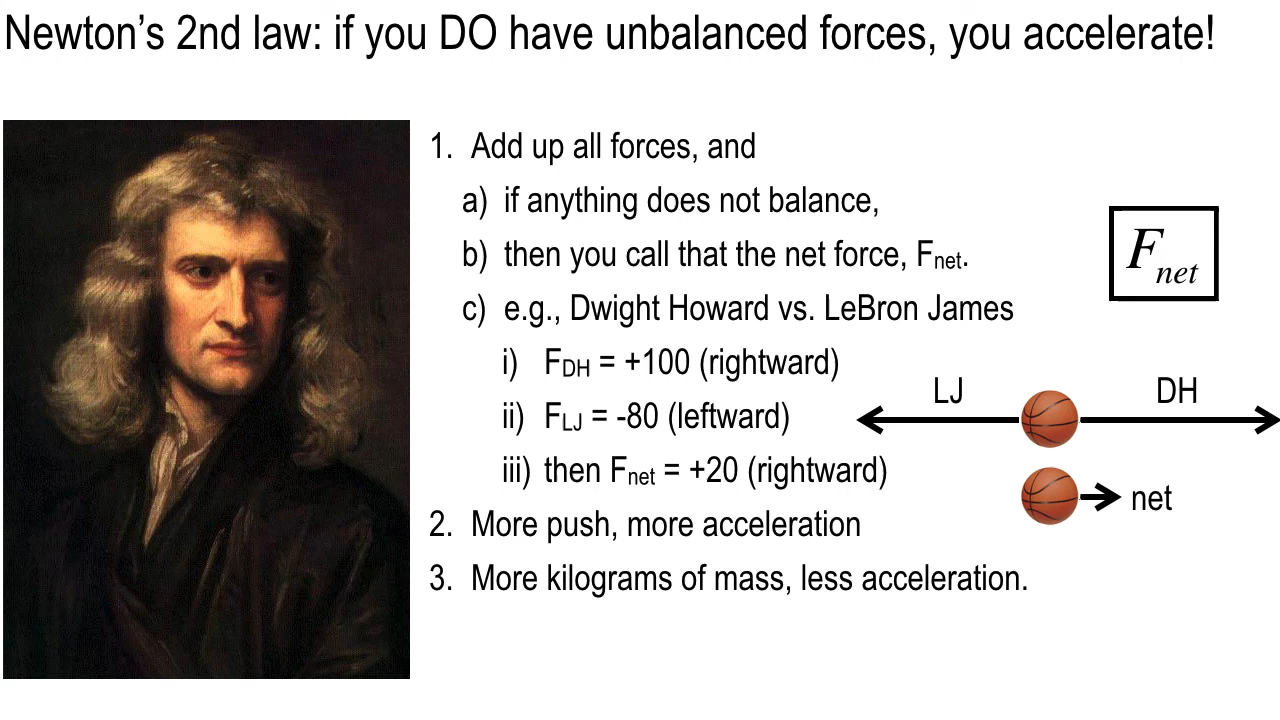 Newton’s 2nd law: if you DO have unbalanced forces, you accelerate!
1. Add up all forces, and
a) if anything does not balance,
b) then you call that the net force, Fnet.
c) e.g., Dwight Howard vs. LeBron James
i) FDH = +100 (rightward)
ii) FLJ = -80 (leftward)
iii) then Fnet = +20 (rightward)
2. More push, more acceleration
3. More kilograms of mass, less acceleration.
Fnet
LJ
DH
net